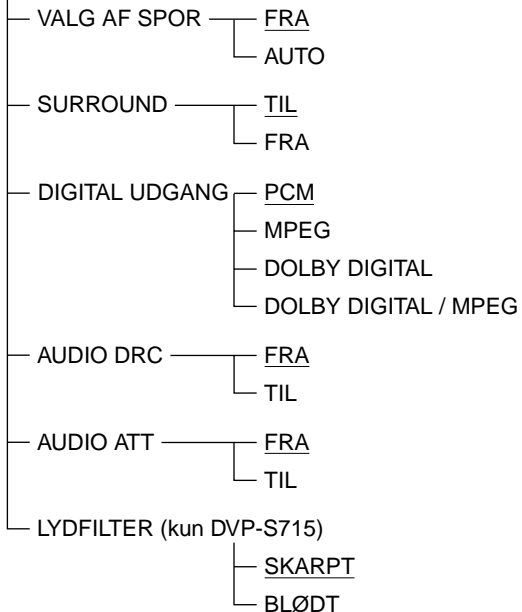 VALG AF SPOR FRA
AUTO
SURROUND TIL
FRA
DIGITAL UDGANG PCM
MPEG
DOLBY DIGITAL
DOLBY DIGITAL / MPEG
AUDIO DRC FRA
TIL
AUDIO ATT FRA
TIL
LYDFILTER (kun DVP-S715)
SKARPT
BLØDT